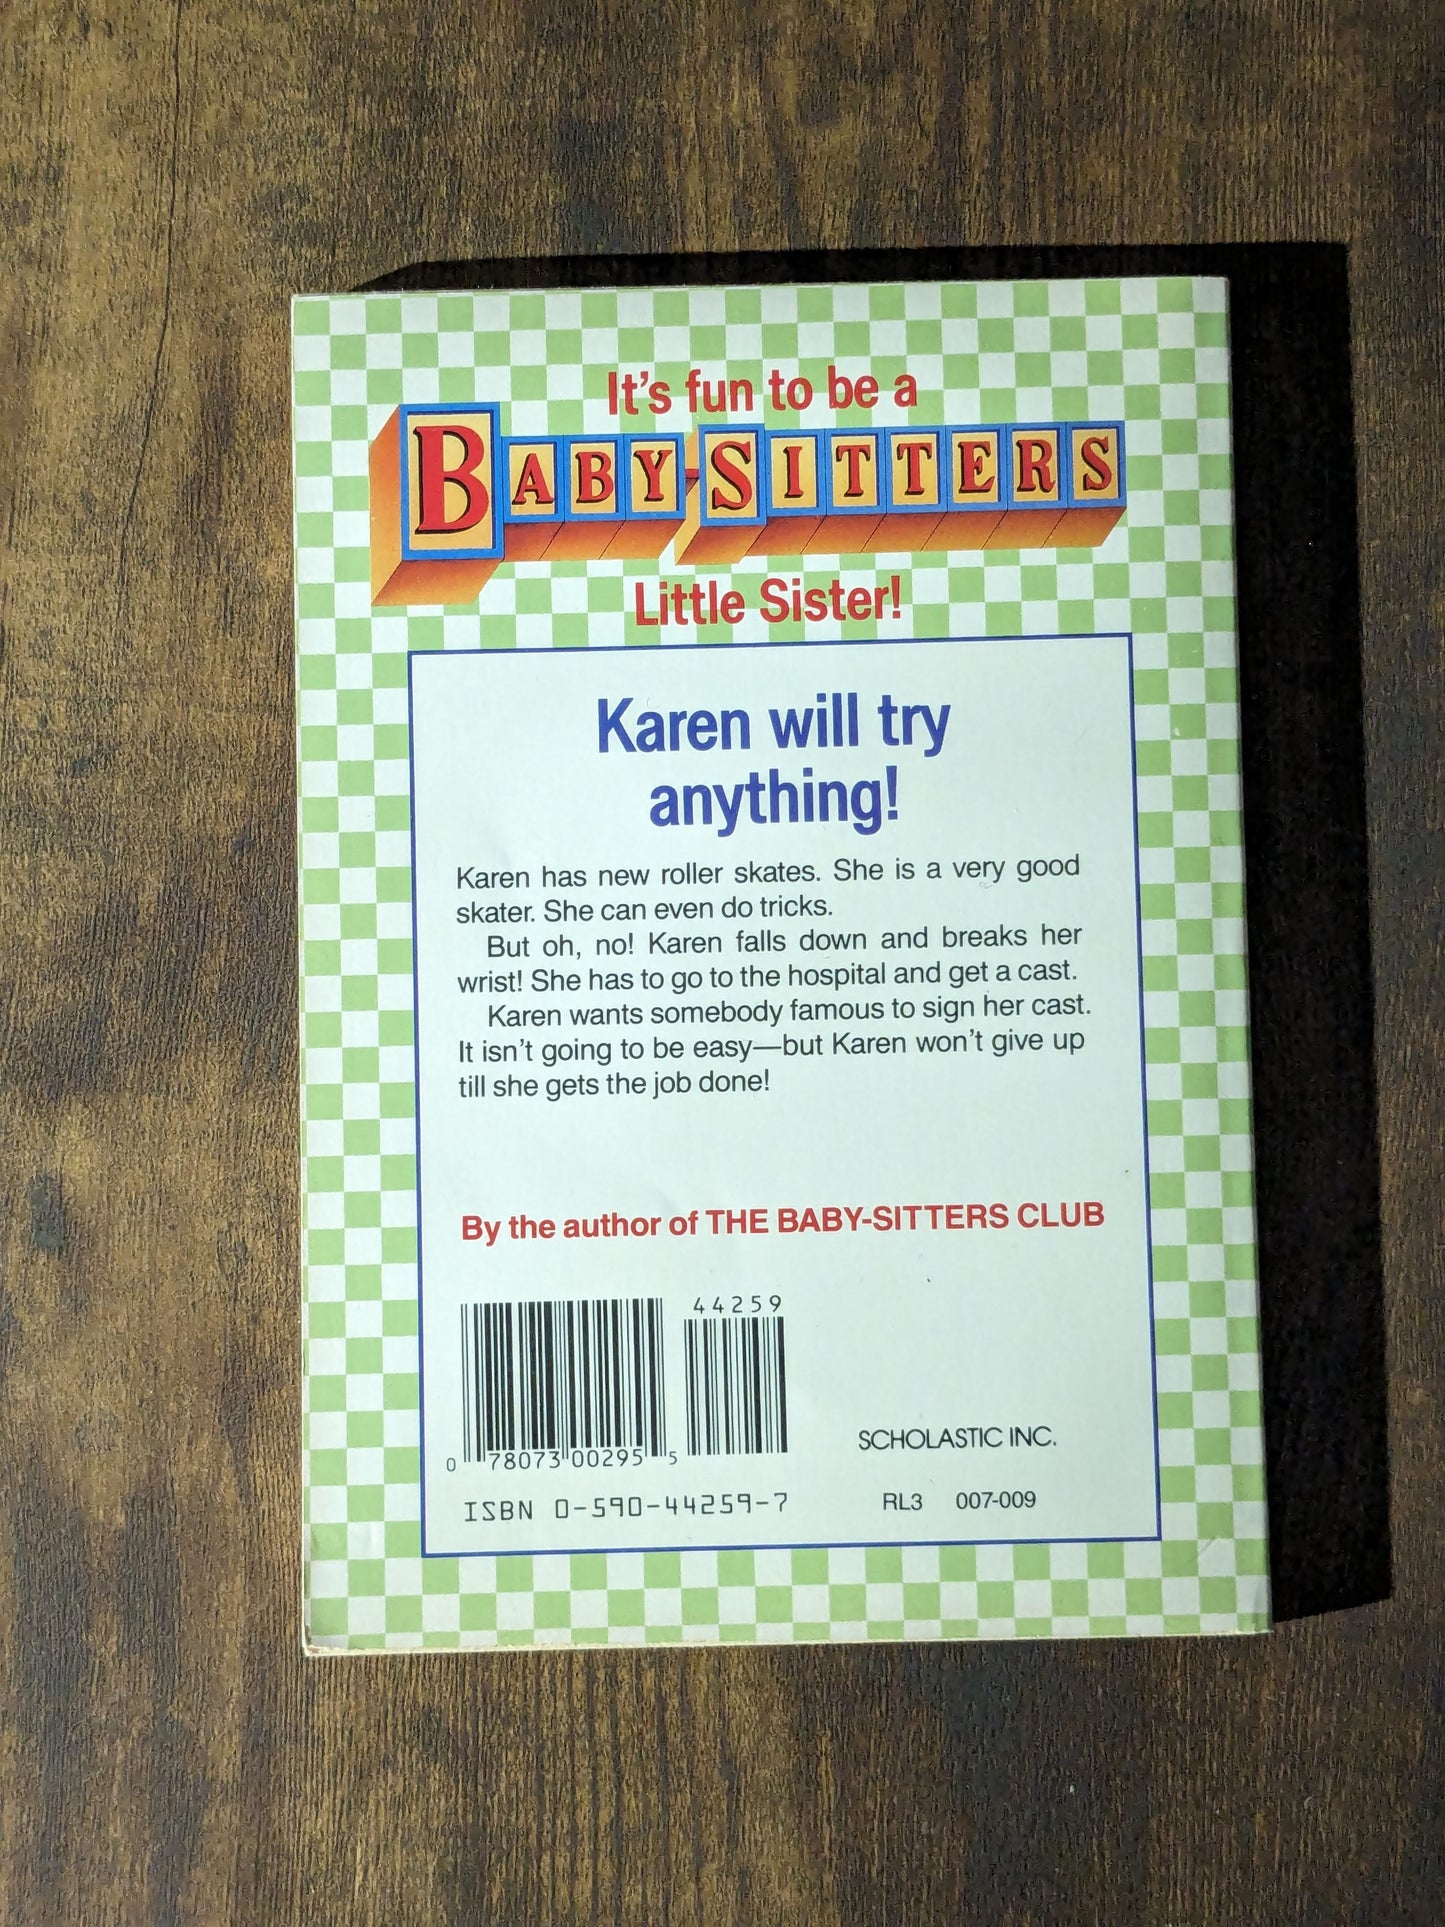 It's fun to be a
BABY-SITTERS
Little Sister!
Karen will try
anything!
Karen has new roller skates. She is a very good
skater. She can even do tricks.
But oh, no! Karen falls down and breaks her
wrist! She has to go to the hospital and get a cast.
Karen wants somebody famous to sign her cast.
It isn't going to be easy—but Karen won't give up
till she gets the job done!
By the author of THE BABY-SITTERS CLUB
44259
0 78073 00295 5
ISBN 0-590-44259-7
SCHOLASTIC INC.
RL3 007-009